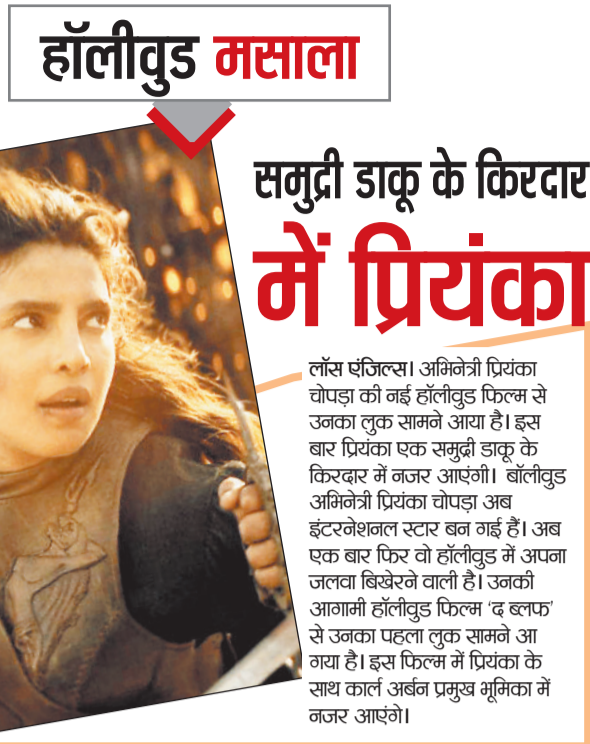 हॉलीवुड मसाला
समुद्री डाकू के किरदार
में प्रियंका
लॉस एंजिल्स। अभिनेत्री प्रियंका
चोपड़ा की नई हॉलीवुड फिल्म से
उनका लुक सामने आया है। इस
बार प्रियंका एक समुद्री डाकू के
किरदार में नजर आएंगी। बॉलीवुड
अभिनेत्री प्रियंका चोपड़ा अब
इंटरनेशनल स्टार बन गई हैं। अब
एक बार फिर वो हॉलीवुड में अपना
जलवा बिखेरने वाली है। उनकी
आगामी हॉलीवुड फिल्म ‘द ब्लफ’
से उनका पहला लुक सामने आ
गया है। इस फिल्म में प्रियंका के
साथ कार्ल अर्बन प्रमुख भूमिका में
नजर आएंगे।